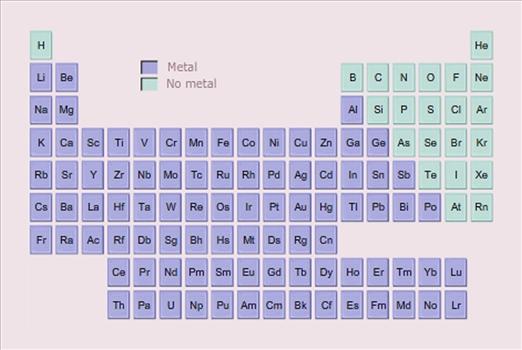 H He
Metal
No metal
Li Be B C N O F Ne
Na Mg Al Si P S Cl Ar
K Ca Sc Ti V Cr Mn Fe Co Ni Cu Zn Ga Ge As Se Br Kr
Rb Sr Y Zr Nb Mo Tc Ru Rh Pd Ag Cd In Sn Sb Te I Xe
Cs Ba La Hf Ta W Re Os Ir Pt Au Hg Tl Pb Bi Po At Rn
Fr Ra Ac Rf Db Sg Bh Hs Mt Ds Rg Cn
Ce Pr Nd Pm Sm Eu Gd Tb Dy Ho Er Tm Yb Lu
Th Pa U Np Pu Am Cm Bk Cf Es Fm Md No Lr